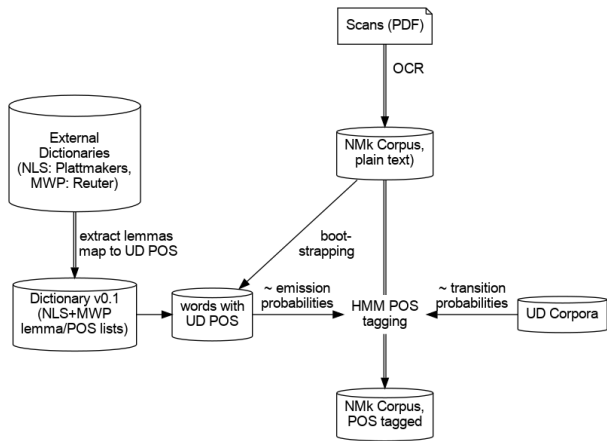 Scans (PDF)
OCR
External
Dictionaries
(NLS: Plattmakers,
MWP: Reuter)
NMk Corpus,
plain text)
extract lemmas
map to UD POS
boot-
strapping
Dictionary v0.1
(NLS+MWP
lemma/POS lists)
words with
UD POS
~ emission
probabilities
HMM POS
tagging
~ transition
probabilities
UD Corpora
NMk Corpus,
POS tagged